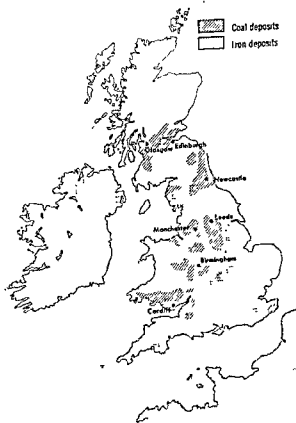 Coal deposits
Iron deposits
Glasgow Edinburgh
Newcastle
Leeds
Manchester
Birmingham
Cardiff